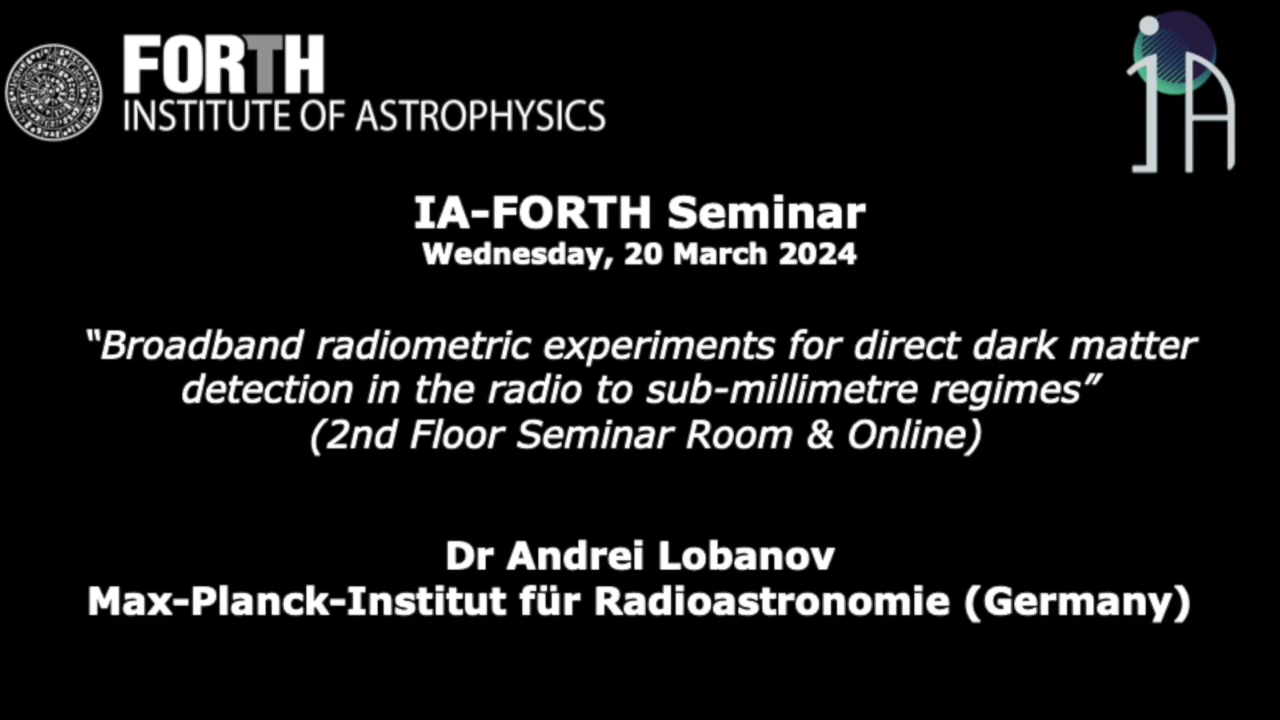 FORTH
INSTITUTE OF ASTROPHYSICS
IA
IA-FORTH Seminar
Wednesday, 20 March 2024
“Broadband radiometric experiments for direct dark matter
detection in the radio to sub-millimetre regimes”
(2nd Floor Seminar Room & Online)
Dr Andrei Lobanov
Max-Planck-Institut für Radioastronomie (Germany)